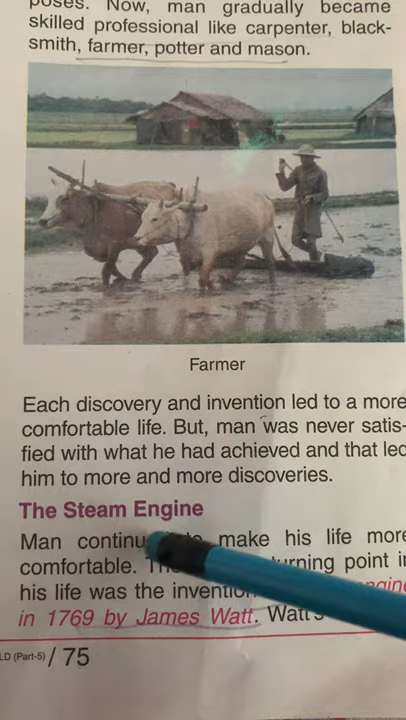 poses. Now, man gradually became
skilled professional like carpenter, black-
smith, farmer, potter and mason.
Farmer
Each discovery and invention led to a more
comfortable life. But, man was never satis-
fied with what he had achieved and that led
him to more and more discoveries.
The Steam Engine
Man make his life more
comfortable. turning point in
his life was the invention
in 1769 by James Watt. Watt's
LD (Part-5) / 75